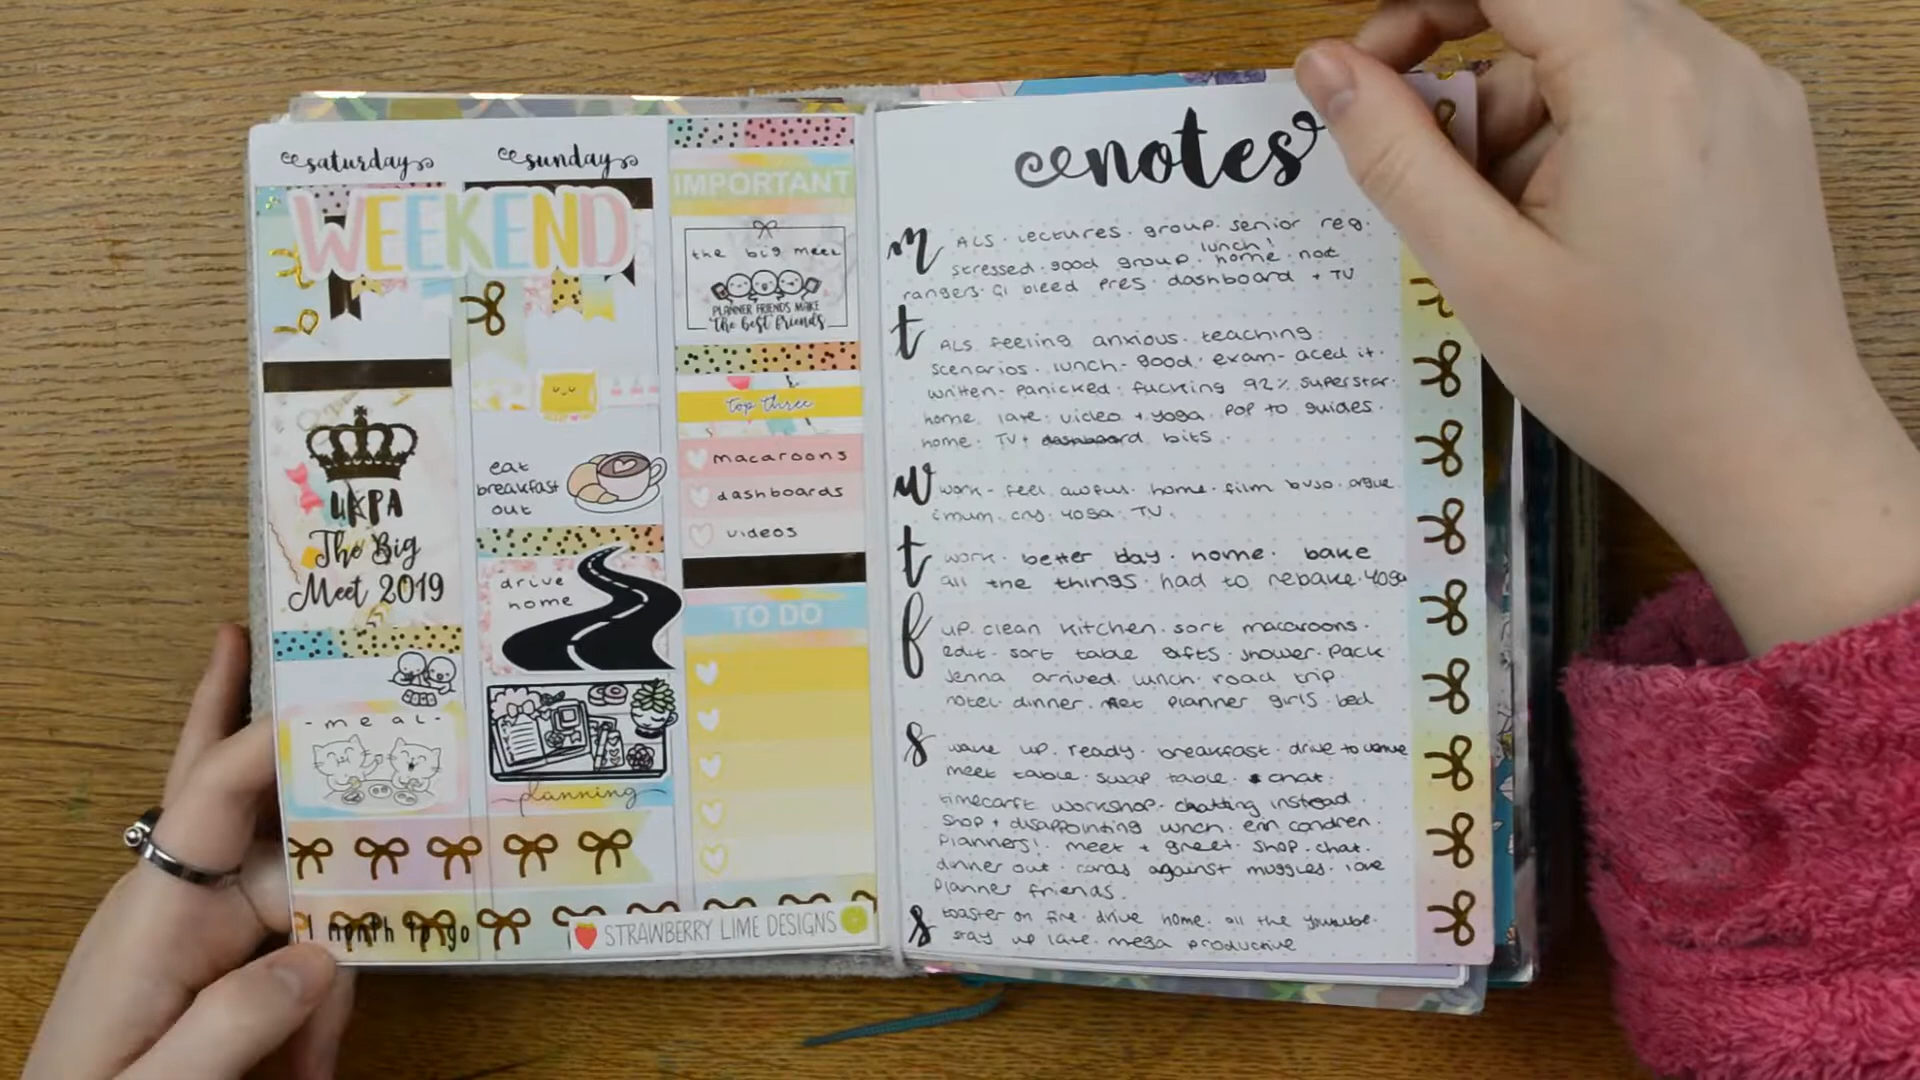 saturday
sunday
WEEKEND
UKPA
The Big
Meet 2019
- meal -
1 month to go
eat
breakfast
out
drive
home
planning
IMPORTANT
the big meet
PLANNER FRIENDS MAKE
the best friends
top three
macaroons
dashboards
videos
TO DO
STRAWBERRY LIME DESIGNS
notes
m ALS. lectures. group. senior reg.
lunch!
stressed. good group. home. not
rangers. GI bleed pres. dashboard + TV
t ALS feeling anxious. teaching.
scenarios. lunch- good. exam- aced it.
written- panicked. fucking 92% superstar.
home late. video + yoga. pop to guides.
home. TV+ dashboard bits.
w work- feel awful. home. film bujo. argue
mum. cry. yoga. TV.
t work. better day. home. bake
all the things. had to rebake. yoga
f up. clean kitchen. sort macaroons.
edit. sort table gifts. shower. pack
Jenna arrived. lunch. road trip.
hotel. dinner. met planner girls. bed
s wake up. ready. breakfast. drive to venue
meet table. swap table. chat.
workshop. chatting instead
shop + disappointing lunch. erin condren.
planners! meet + greet. shop. chat.
dinner out. cards against muggles. love
planner friends.
s toaster on fire. drive home. all the youtube.
stay up late. mega productive